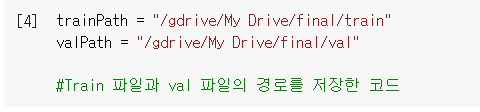 [4] trainPath = "/gdrive/My Drive/final/train"
valPath = "/gdrive/My Drive/final/val"
#Train 파일과 val 파일의 경로를 저장한 코드